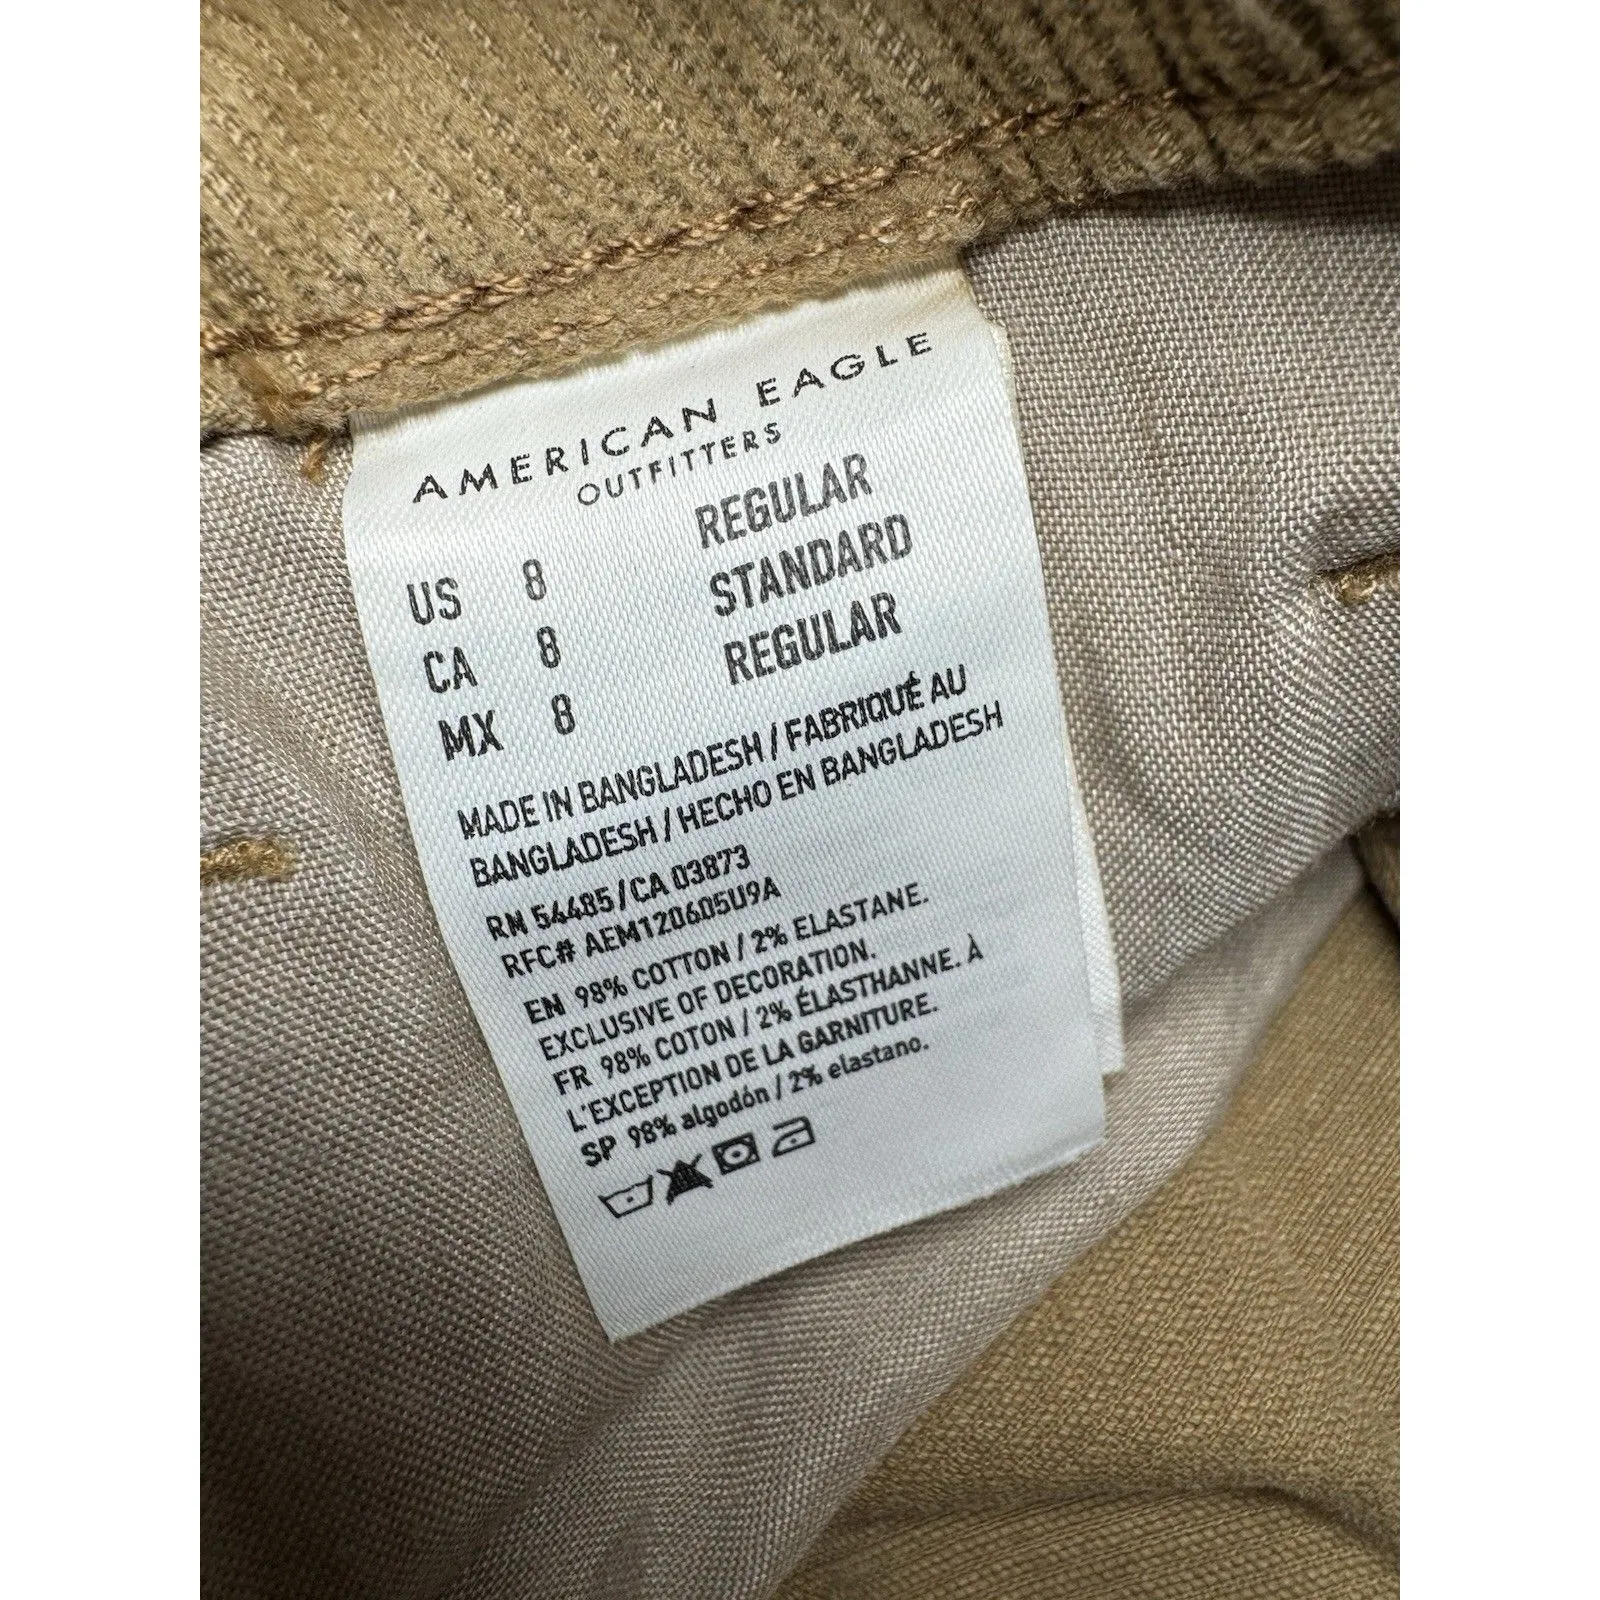 AMERICAN EAGLE
OUTFITTERS
US 8 REGULAR
CA 8 STANDARD
MX 8 REGULAR
MADE IN BANGLADESH / FABRIQUÉ AU
BANGLADESH / HECHO EN BANGLADESH
RN 54485/CA 03873
RFC# AEM120605U9A
EN 98% COTTON / 2% ELASTANE.
EXCLUSIVE OF DECORATION.
FR 98% COTON / 2% ÉLASTHANNE. À
L'EXCEPTION DE LA GARNITURE.
SP 98% algodón / 2% elastano.